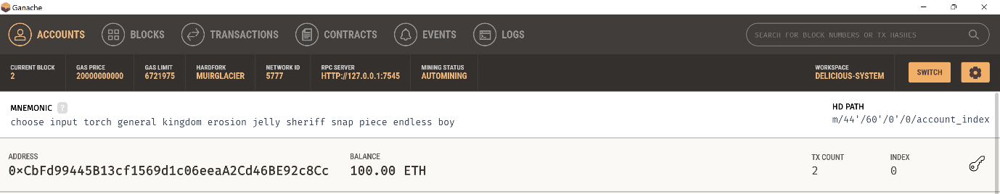 Ganache
ACCOUNTS BLOCKS TRANSACTIONS CONTRACTS EVENTS LOGS SEARCH FOR BLOCK NUMBERS OR TX HASHES
CURRENT BLOCK GAS PRICE GAS LIMIT HARDFORK NETWORK ID RPC SERVER MINING STATUS WORKSPACE
2 20000000000 6721975 MUIRGLACIER 5777 HTTP://127.0.0.1:7545 AUTOMINING DELICIOUS-SYSTEM SWITCH
MNEMONIC ? HD PATH
choose input torch general kingdom erosion jelly sheriff snap piece endless boy m/44'/60'/0'/0/account_index
ADDRESS BALANCE TX COUNT INDEX
0×CbFd99445B13cf1569d1c06eeaA2Cd46BE92c8Cc 100.00 ETH 2 0